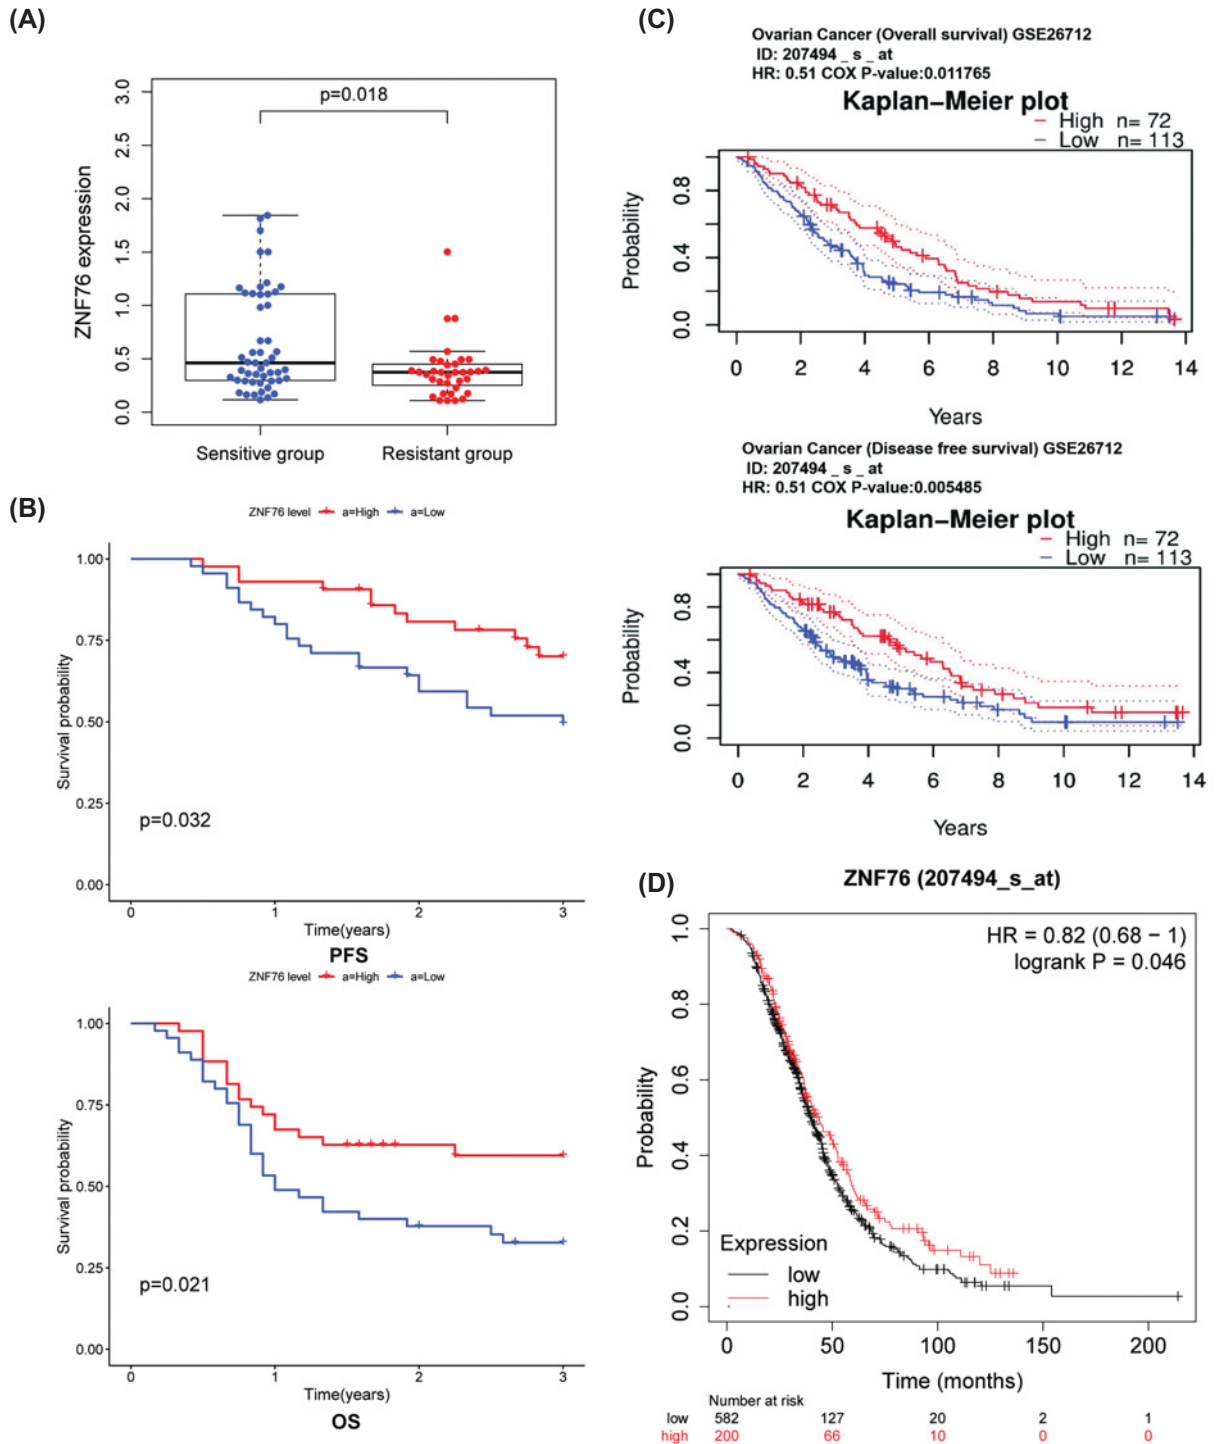 (A)
ZNF76 expression
3.0
2.5
2.0
1.5
1.0
0.5
0.0
p=0.018
Sensitive group
Resistant group
(B)
ZNF76 level a=High a=Low
Survival probability
1.00
0.75
0.50
0.25
0.00
p=0.032
0 1 2 3
Time(years)
PFS
ZNF76 level a=High a=Low
Survival probability
1.00
0.75
0.50
0.25
0.00
p=0.021
0 1 2 3
Time(years)
OS
(C)
Ovarian Cancer (Overall survival) GSE26712
ID: 207494 _ s _ at
HR: 0.51 COX P-value:0.011765
Kaplan−Meier plot
High n= 72
Low n= 113
Probability
0.8
0.4
0.0
0 2 4 6 8 10 12 14
Years
Ovarian Cancer (Disease free survival) GSE26712
ID: 207494 _ s _ at
HR: 0.51 COX P-value:0.005485
Kaplan−Meier plot
High n= 72
Low n= 113
Probability
0.8
0.4
0.0
0 2 4 6 8 10 12 14
Years
(D)
ZNF76 (207494_s_at)
HR = 0.82 (0.68 − 1)
logrank P = 0.046
Probability
1.0
0.8
0.6
0.4
0.2
0.0
Expression
low
high
0 50 100 150 200
Time (months)
Number at risk
low 582 127 20 2 1
high 200 66 10 0 0